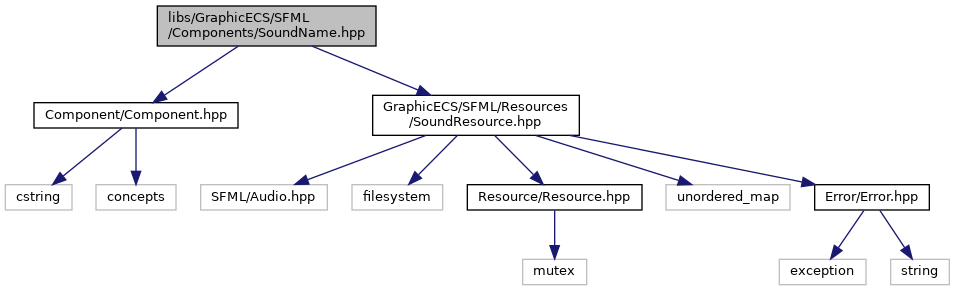 libs/GraphicECS/SFML
/Components/SoundName.hpp
Component/Component.hpp
GraphicECS/SFML/Resources
/SoundResource.hpp
cstring
concepts
SFML/Audio.hpp
filesystem
Resource/Resource.hpp
unordered_map
Error/Error.hpp
mutex
exception
string